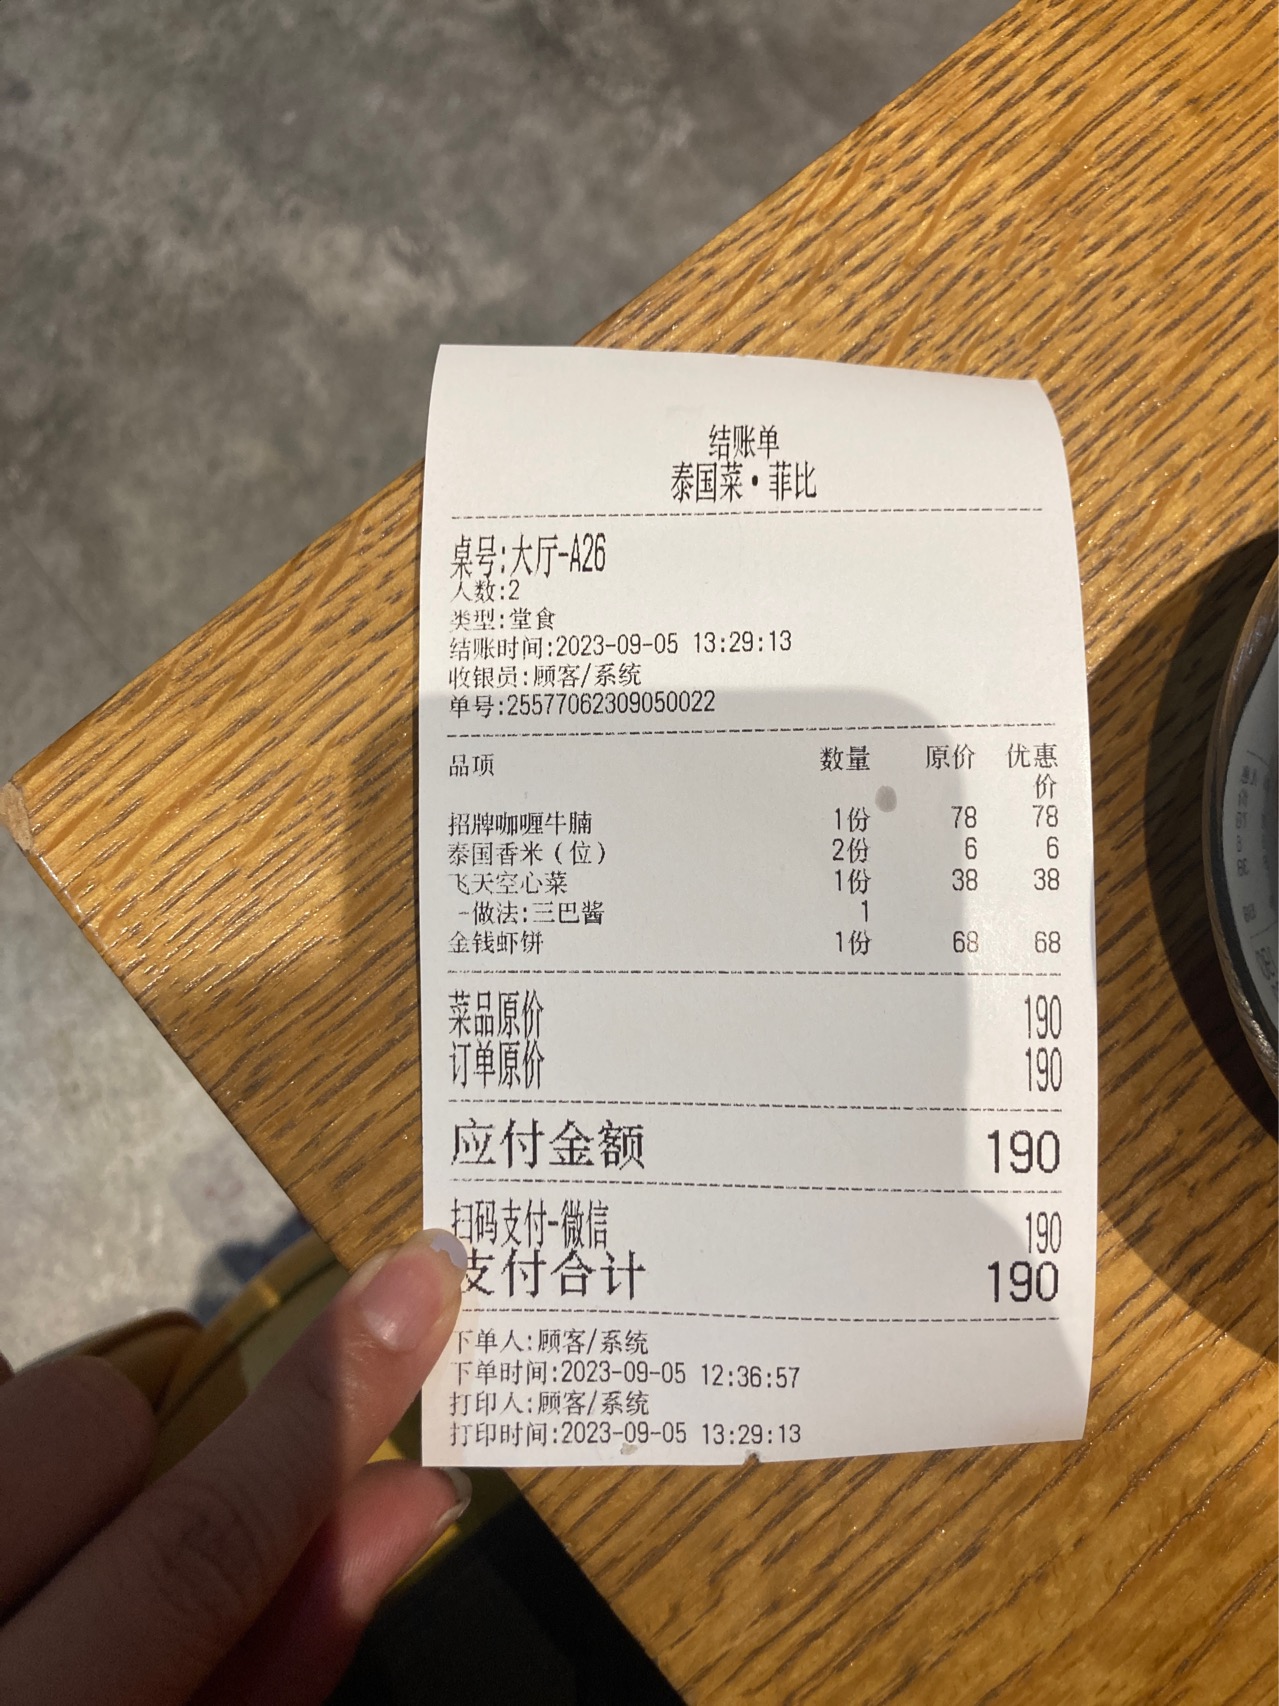 结账单
泰国菜·菲比
桌号:大厅-A26
人数:2
类型:堂食
结账时间:2023-09-05 13:29:13
收银员:顾客/系统
单号:25577062309050022
品项 数量 原价 优惠价
招牌咖喱牛腩 1份 78 78
泰国香米(位) 2份 6 6
飞天空心菜 1份 38 38
-做法:三巴酱 1
金钱虾饼 1份 68 68
菜品原价 190
订单原价 190
应付金额 190
扫码支付-微信 190
支付合计 190
下单人:顾客/系统
下单时间:2023-09-05 12:36:57
打印人:顾客/系统
打印时间:2023-09-05 13:29:13